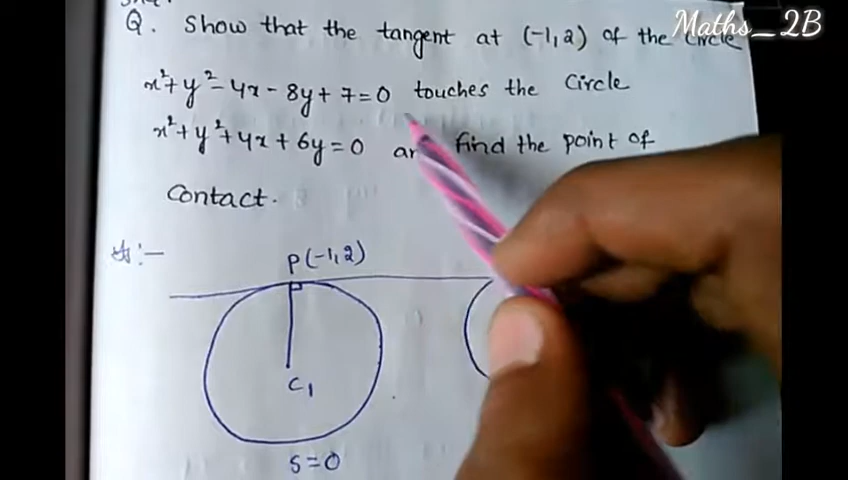 Maths_2B
Q. Show that the tangent at (-1,2) of the Circle
x²+y²-4x-8y+7=0 touches the Circle
x²+y²+4x+6y=0 an find the point of
Contact.
P(-1,2)
C₁
S=0